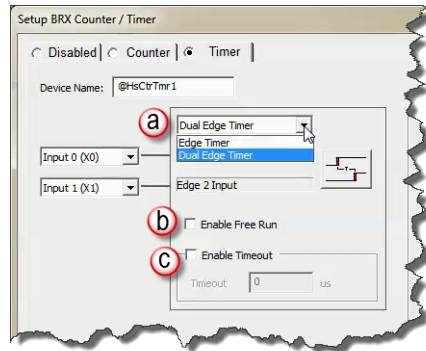 Setup BRX Counter / Timer
Disabled Counter Timer
Device Name: @HsCtrTmr1
a
Dual Edge Timer
Edge Timer
Dual Edge Timer
Input 0 (X0)
Input 1 (X1) Edge 2 Input
T
b Enable Free Run
c Enable Timeout
Timeout 0 us